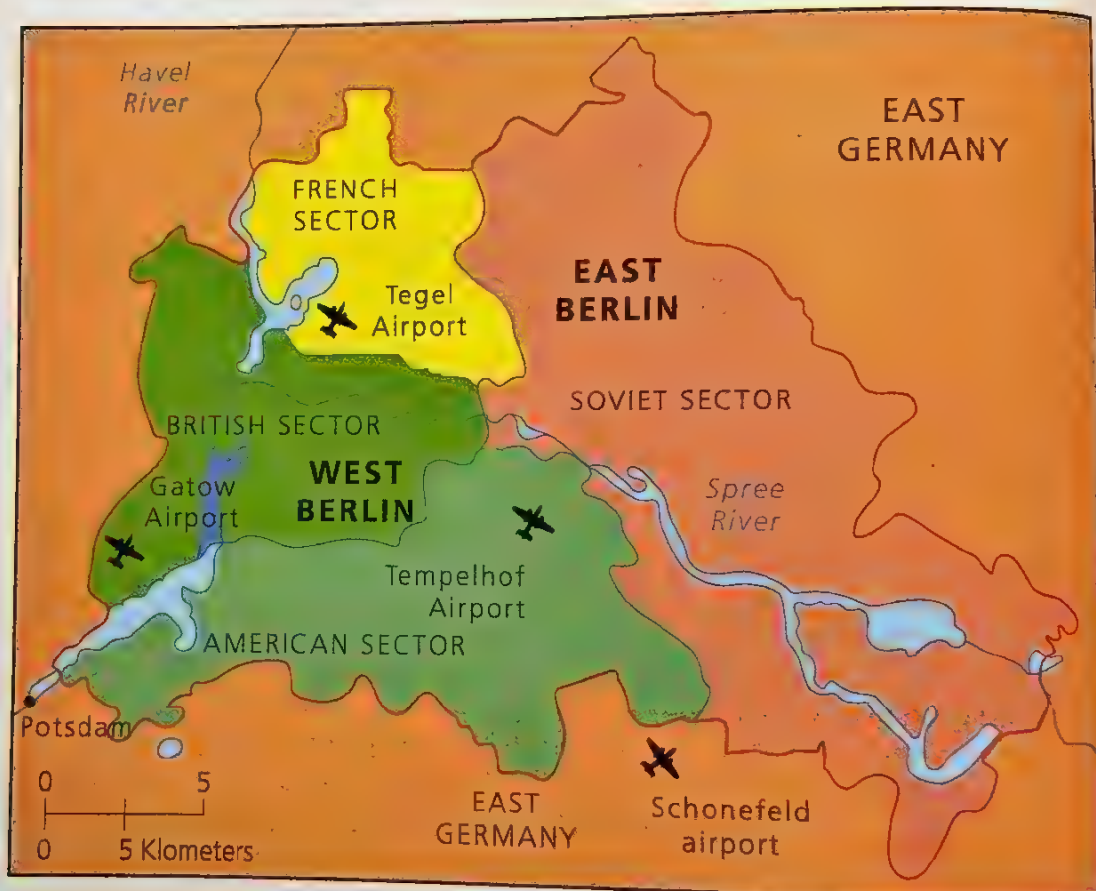 Havel
River
EAST
GERMANY
FRENCH
SECTOR
EAST
BERLIN
Tegel
Airport
SOVIET SECTOR
BRITISH SECTOR
WEST
BERLIN
Gatow
Airport
Spree
River
Tempelhof
Airport
AMERICAN SECTOR
Potsdam
0 5
0 5 Klometers
EAST
GERMANY
Schonefeld
airport